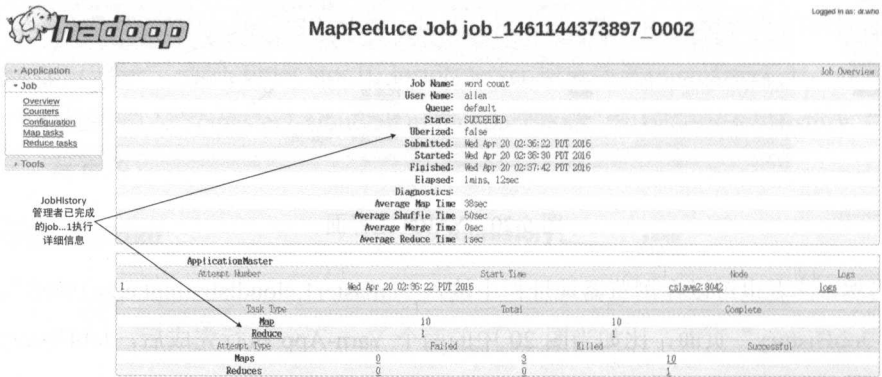 Logged in as: dr.who
hadoop
MapReduce Job job_1461144373897_0002
Application
Job
Overview
Counters
Configuration
Map tasks
Reduce tasks
Tools
JobHistory
管理者已完成
的job...1执行
详细信息
Job Overview
Job Name: word count
User Name: allen
Queue: default
State: SUCCEEDED
Uberized: false
Submitted: Wed Apr 20 02:36:22 PDT 2016
Started: Wed Apr 20 02:36:30 PDT 2016
Finished: Wed Apr 20 02:37:42 PDT 2016
Elapsed: 1mins, 12sec
Diagnostics:
Average Map Time 38sec
Average Shuffle Time 50sec
Average Merge Time 0sec
Average Reduce Time 1sec
ApplicationMaster
Attempt Number Start Time Node Logs
1 Wed Apr 20 02:36:22 PDT 2016 cslave2:8042 logs
Task Type Total Complete
Map 10 10
Reduce 1 1
Attempt Type Failed Killed Successful
Maps 0 3 10
Reduces 0 0 1